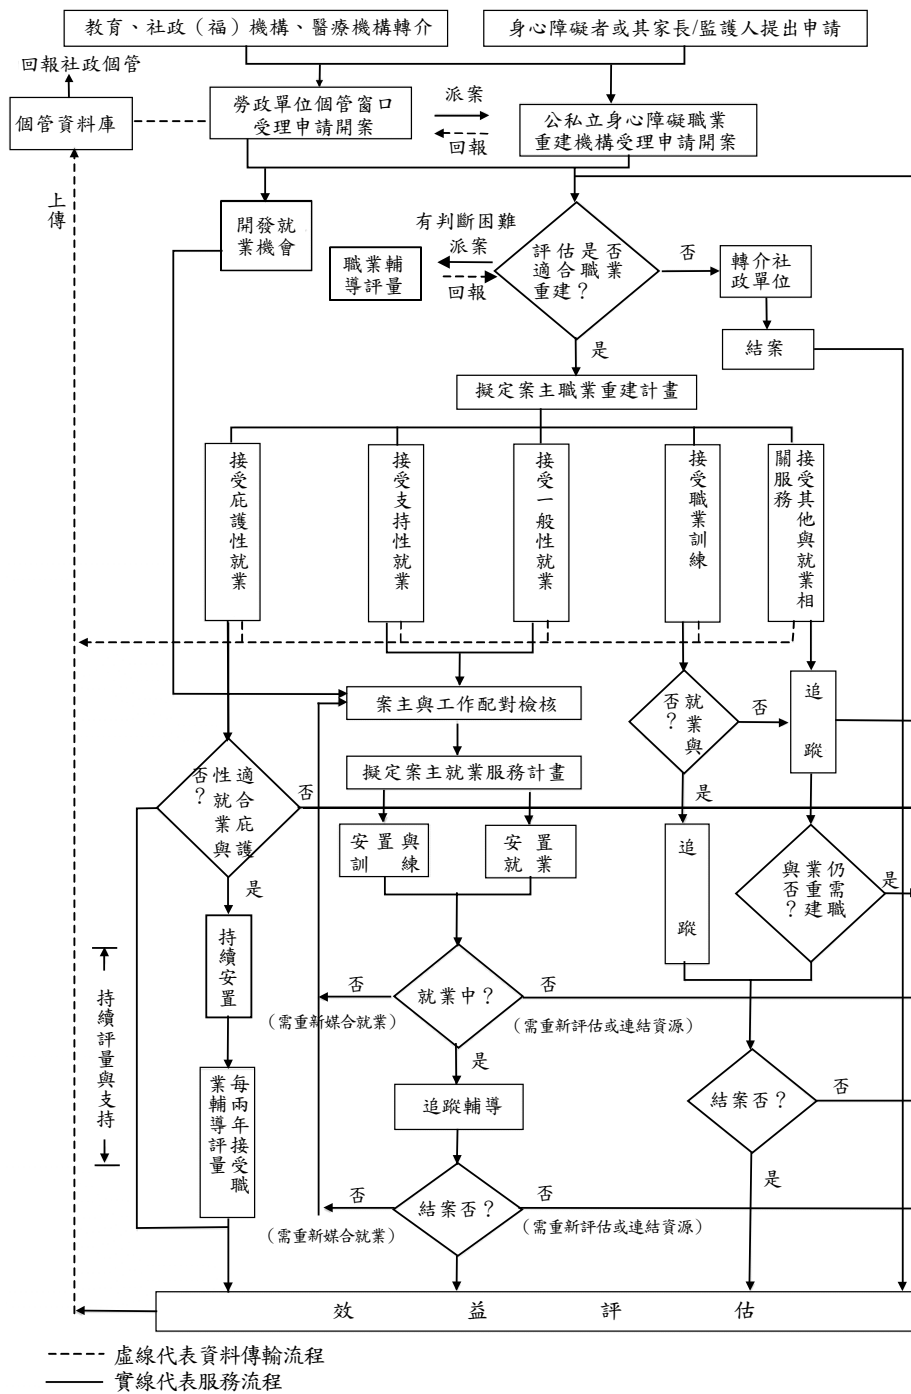 教育、社政（福）機構、醫療機構轉介
身心障礙者或其家長/監護人提出申請
回報社政個管
個管資料庫
勞政單位個管窗口
受理申請開案
派案
回報
公私立身心障礙職業
重建機構受理申請開案
上傳
開發就
業機會
有判斷困難
派案
回報
職業輔
導評量
評估是否
適合職業
重建？
否
轉介社
政單位
結案
是
擬定案主職業重建計畫
接受庇護性就業
接受支持性就業
接受一般性就業
接受職業訓練
接受其他與就業相
關服務
案主與工作配對檢核
就業與
否？
否
追蹤
擬定案主就業服務計畫
適合庇護
性就業與
否？
否
是
安置與
訓練
安置
就業
追蹤
仍需職
業重建
與否？
是
是
持續安置
持續評量與支持
否
就業中？
否
(需重新媒合就業)
(需重新評估或連結資源)
是
每兩年接受職
業輔導評量
追蹤輔導
結案否？
否
是
否
結案否？
否
(需重新媒合就業)
(需重新評估或連結資源)
效益評估
虛線代表資料傳輸流程
實線代表服務流程